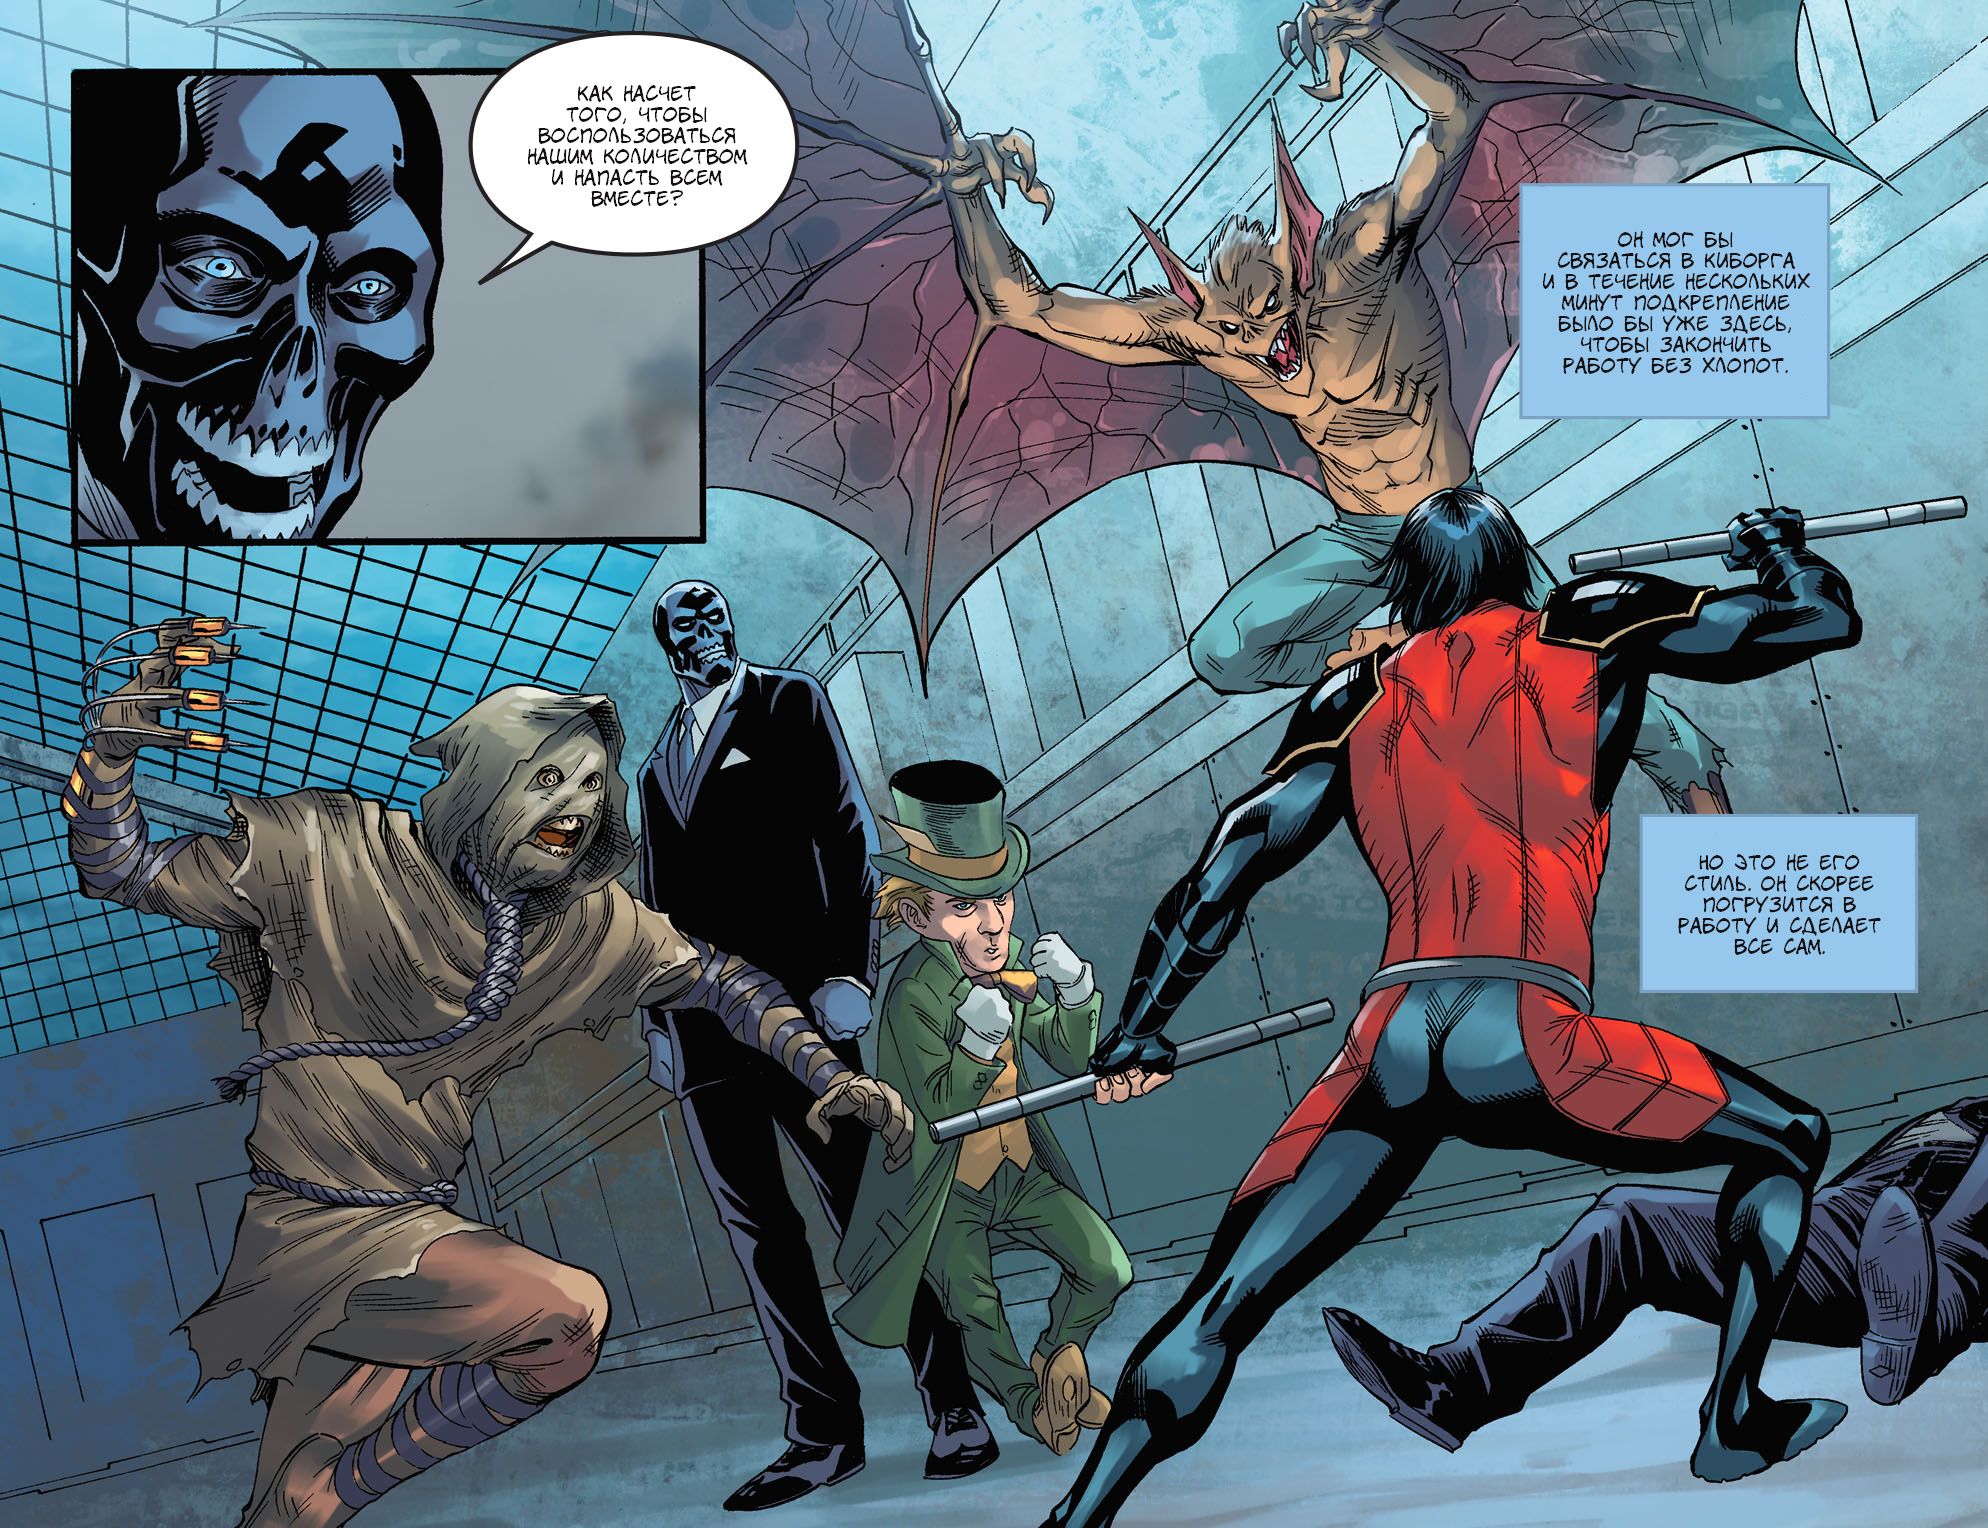 КАК НАСЧЕТ
ТОГО, ЧТОБЫ
ВОСПОЛЬЗОВАТЬСЯ
НАШИМ КОЛИЧЕСТВОМ
И НАПАСТЬ ВСЕМ
ВМЕСТЕ?
ОН МОГ БЫ
СВЯЗАТЬСЯ В КИБОРГА
И В ТЕЧЕНИЕ НЕСКОЛЬКИХ
МИНУТ ПОДКРЕПЛЕНИЕ
БЫЛО БЫ УЖЕ ЗДЕСЬ,
ЧТОБЫ ЗАКОНЧИТЬ
РАБОТУ БЕЗ ХЛОПОТ.
НО ЭТО НЕ ЕГО
СТИЛЬ. ОН СКОРЕЕ
ПОГРУЗИТСЯ В
РАБОТУ И СДЕЛАЕТ
ВСЕ САМ.